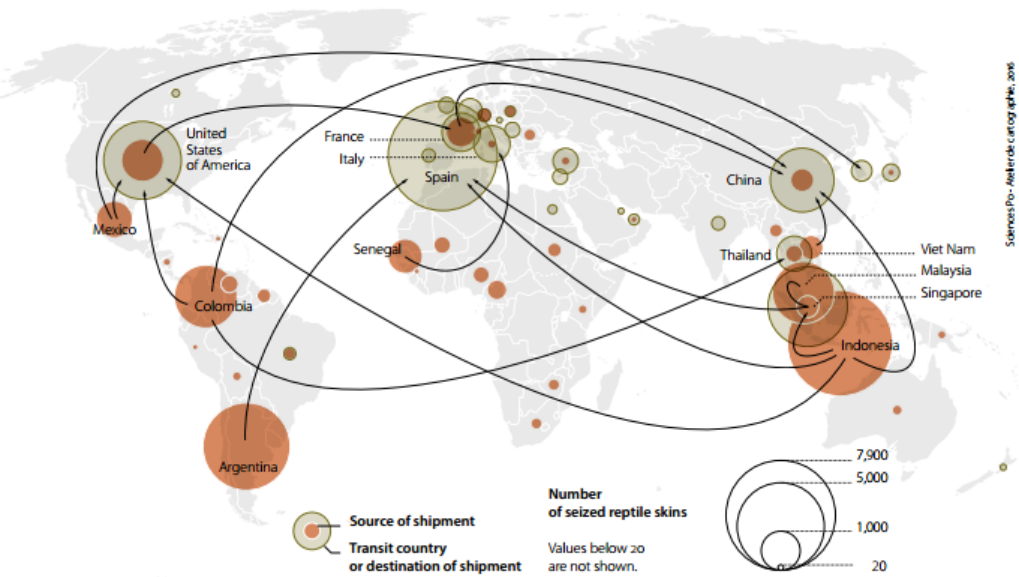 United
States
of America
France
Italy
Spain
China
Mexico
Senegal
Thailand
Viet Nam
Malaysia
Singapore
Colombia
Indonesia
Argentina
Source of shipment
Transit country
or destination of shipment
Number
of seized reptile skins
Values below 20
are not shown.
7,900
5,000
1,000
20
Sciences Po - Atelier de cartographie, 2016